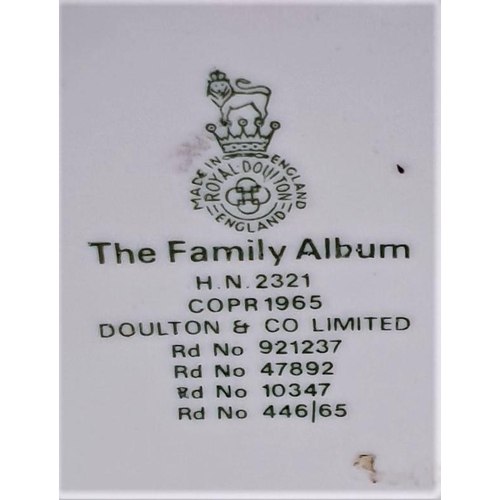 MADE IN ENGLAND
ROYAL·DOULTON
ENGLAND
The Family Album
H.N.2321
COPR 1965
DOULTON & CO LIMITED
Rd No 921237
Rd No 47892
Rd No 10347
Rd No 446/65